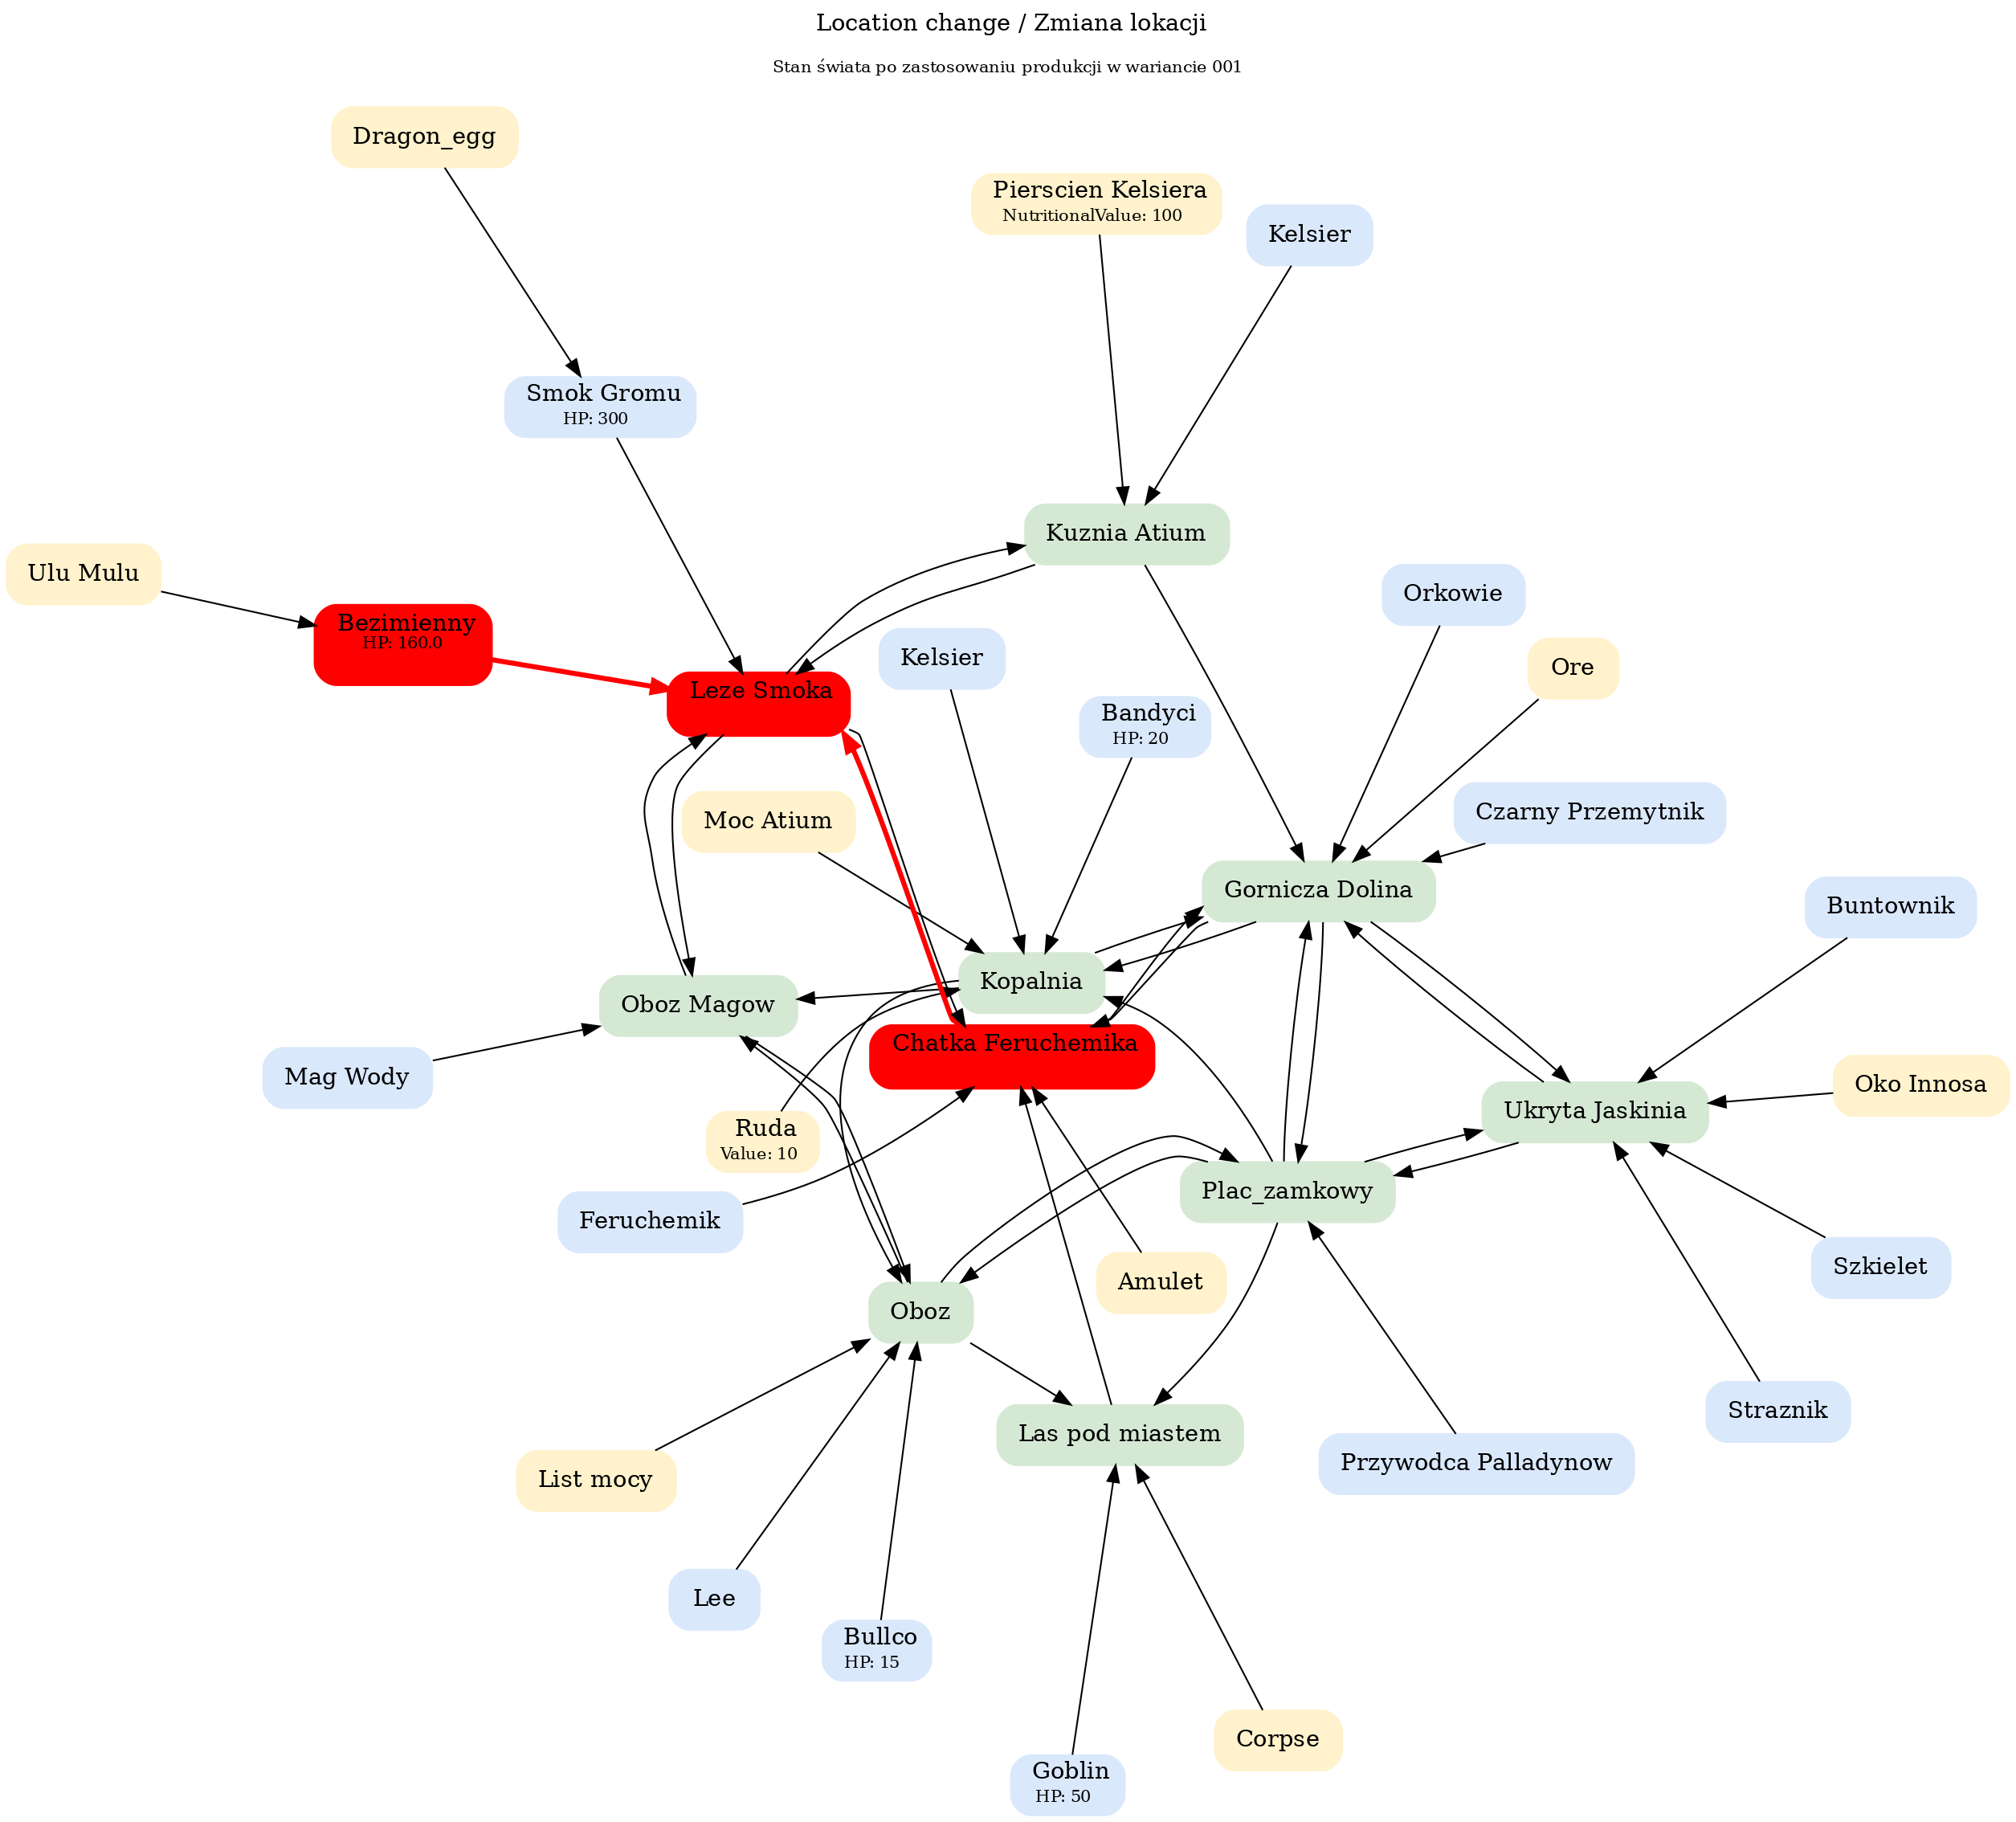 Location change / Zmiana lokacji
Stan świata po zastosowaniu produkcji w wariancie 001
Dragon_egg
Pierscien Kelsiera
NutritionalValue: 100
Kelsier
Smok Gromu
HP: 300
Kuznia Atium
Ulu Mulu
Orkowie
Bezimienny
HP: 160.0
Kelsier
Ore
Leze Smoka
Bandyci
HP: 20
Moc Atium
Czarny Przemytnik
Gornicza Dolina
Buntownik
Kopalnia
Oboz Magow
Chatka Feruchemika
Mag Wody
Oko Innosa
Ukryta Jaskinia
Ruda
Value: 10
Plac_zamkowy
Feruchemik
Szkielet
Amulet
Oboz
Straznik
Las pod miastem
Przywodca Palladynow
List mocy
Lee
Bullco
HP: 15
Corpse
Goblin
HP: 50